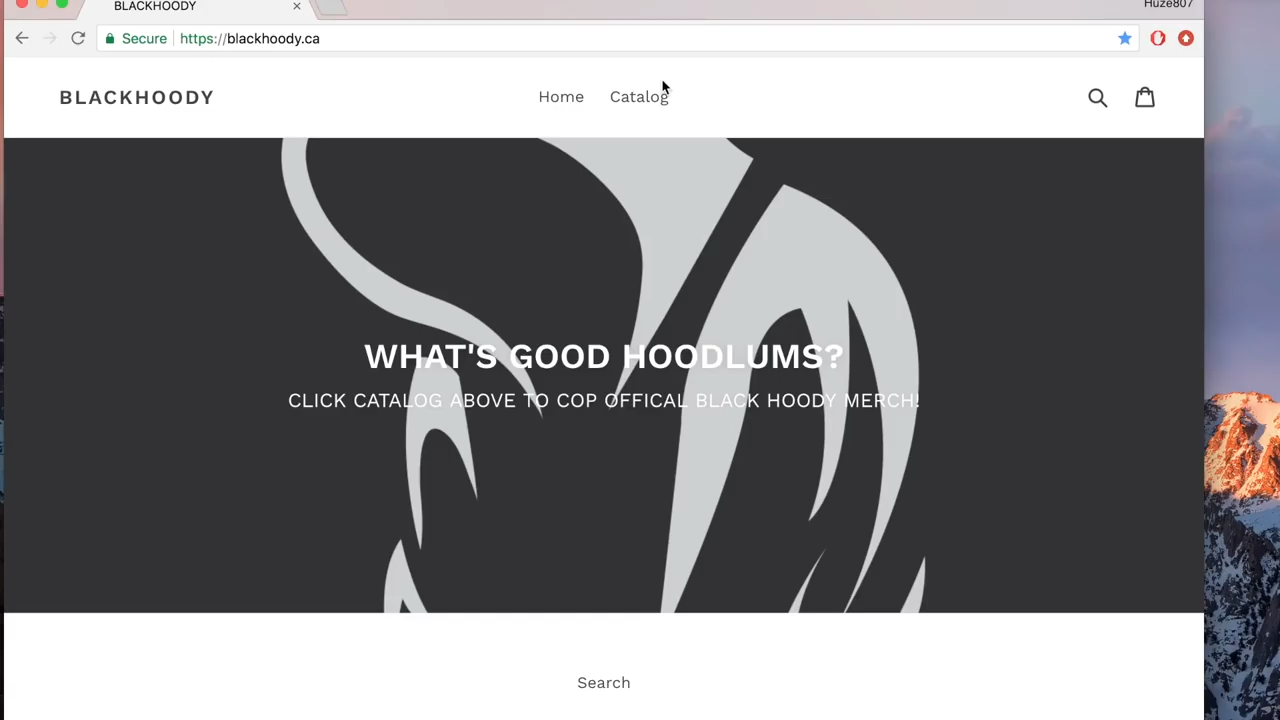 BLACKHOODY
Huze807
Secure https://blackhoody.ca
BLACKHOODY
Home Catalog
WHAT'S GOOD HOODLUMS?
CLICK CATALOG ABOVE TO COP OFFICAL BLACK HOODY MERCH!
Search